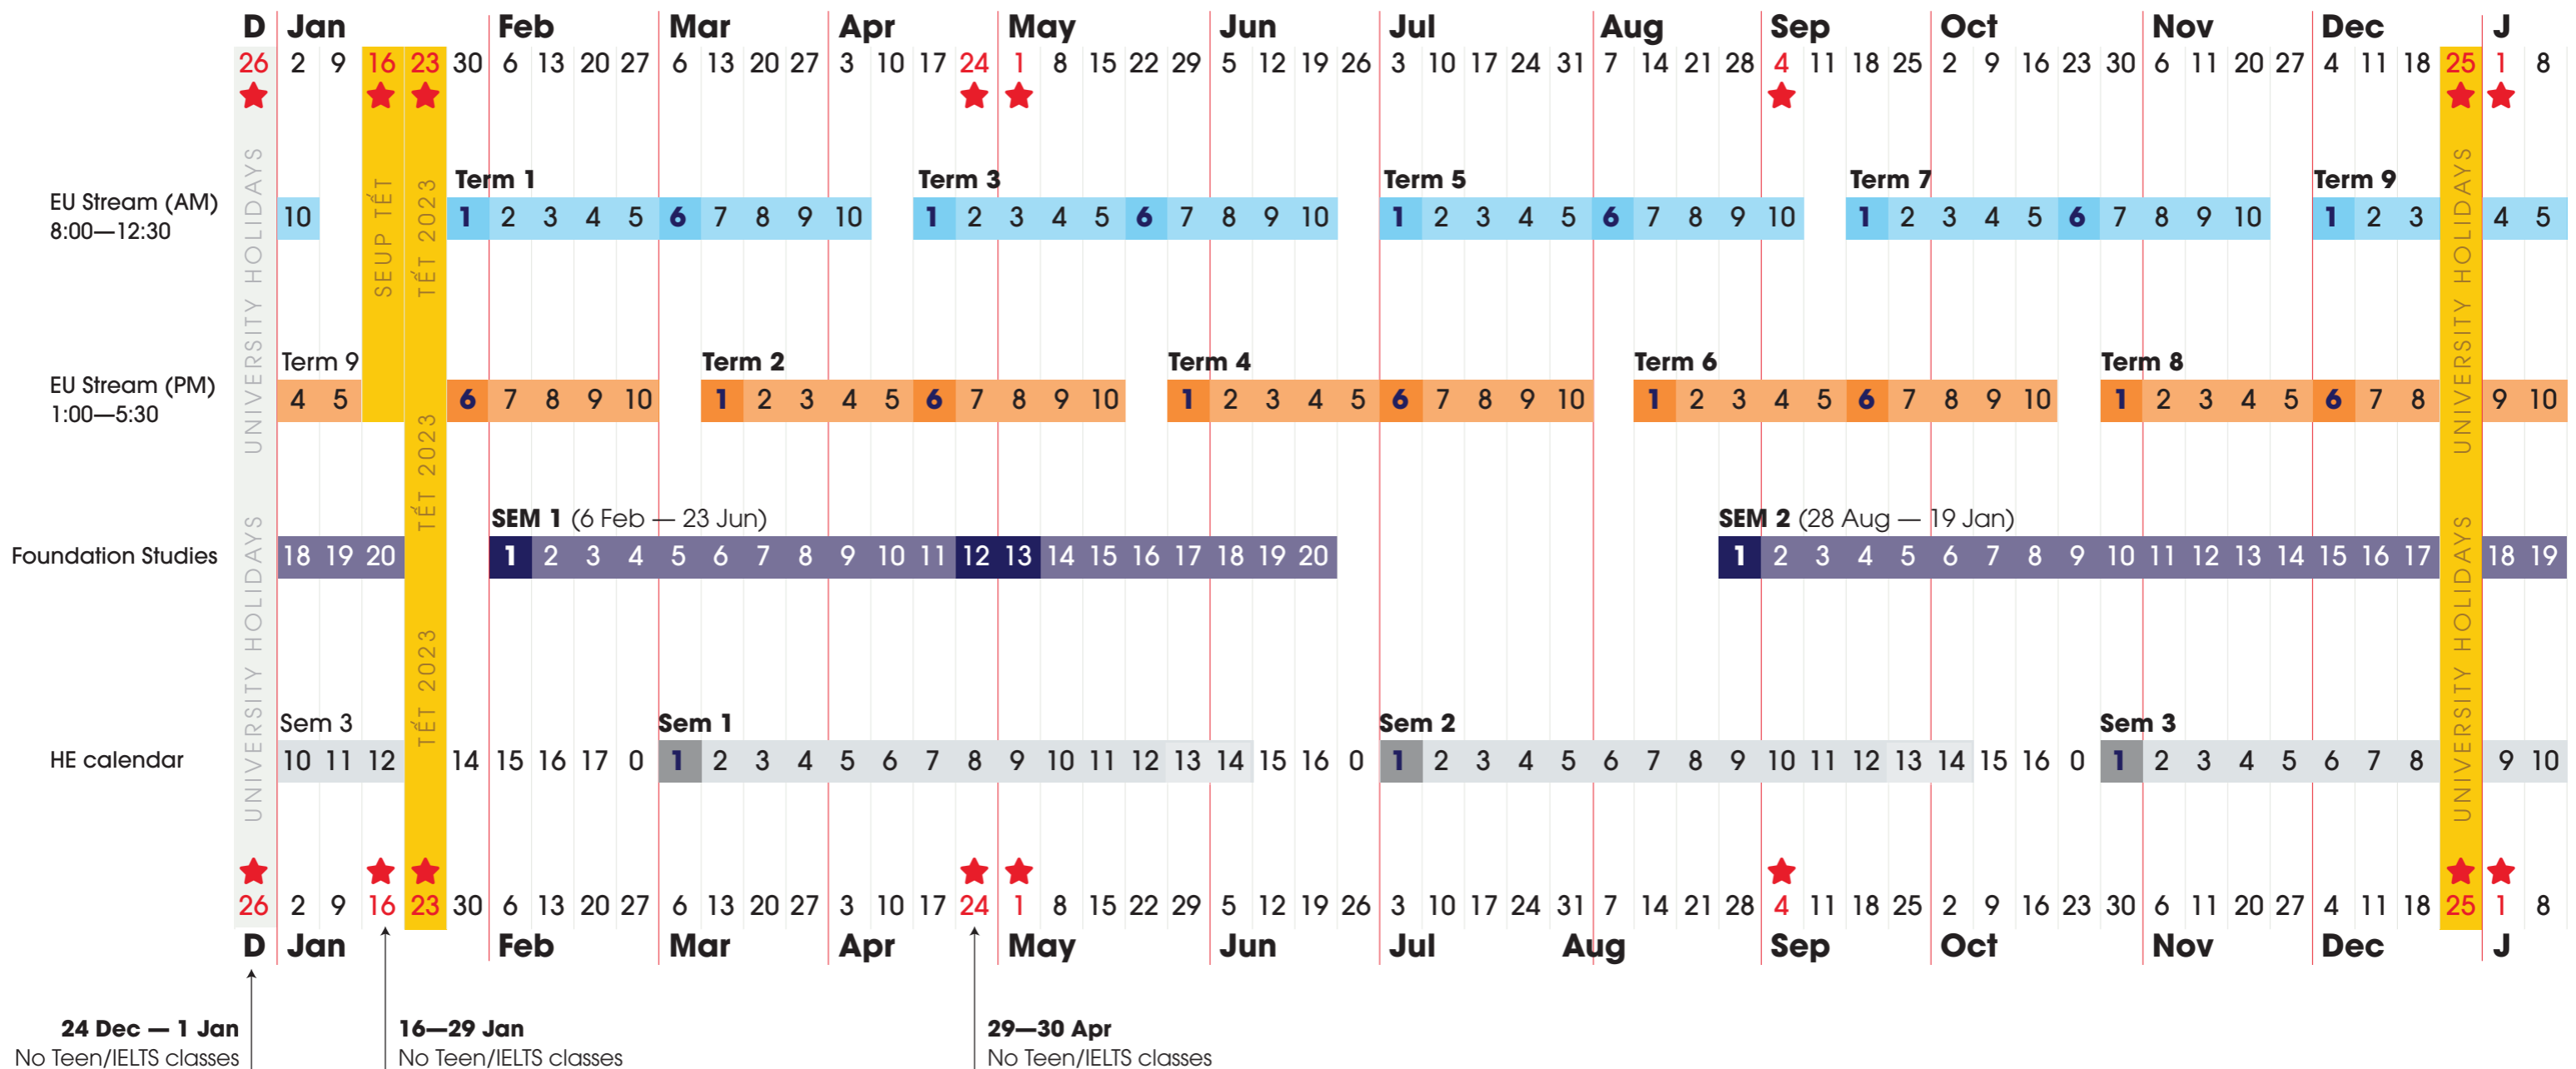 D Jan Feb Mar Apr May Jun Jul Aug Sep Oct Nov Dec J
26 2 9 16 23 30 6 13 20 27 6 13 20 27 3 10 17 24 1 8 15 22 29 5 12 19 26 3 10 17 24 31 7 14 21 28 4 11 18 25 2 9 16 23 30 6 11 20 27 4 11 18 25 1 8
UNIVERSITY HOLIDAYS
SEUP TẾT
TẾT 2023
UNIVERSITY HOLIDAYS
Term 1 Term 3 Term 5 Term 7 Term 9
EU Stream (AM)
8:00—12:30
10 1 2 3 4 5 6 7 8 9 10 1 2 3 4 5 6 7 8 9 10 1 2 3 4 5 6 7 8 9 10 1 2 3 4 5 6 7 8 9 10 1 2 3 4 5
Term 9 Term 2 Term 4 Term 6 Term 8
EU Stream (PM)
1:00—5:30
4 5 6 7 8 9 10 1 2 3 4 5 6 7 8 9 10 1 2 3 4 5 6 7 8 9 10 1 2 3 4 5 6 7 8 9 10 1 2 3 4 5 6 7 8 9 10
TẾT 2023
SEM 1 (6 Feb — 23 Jun) SEM 2 (28 Aug — 19 Jan)
Foundation Studies
18 19 20 1 2 3 4 5 6 7 8 9 10 11 12 13 14 15 16 17 18 19 20 1 2 3 4 5 6 7 8 9 10 11 12 13 14 15 16 17 18 19
UNIVERSITY HOLIDAYS
TẾT 2023
UNIVERSITY HOLIDAYS
Sem 3 Sem 1 Sem 2 Sem 3
HE calendar
10 11 12 14 15 16 17 0 1 2 3 4 5 6 7 8 9 10 11 12 13 14 15 16 0 1 2 3 4 5 6 7 8 9 10 11 12 13 14 15 16 0 1 2 3 4 5 6 7 8 9 10
26 2 9 16 23 30 6 13 20 27 6 13 20 27 3 10 17 24 1 8 15 22 29 5 12 19 26 3 10 17 24 31 7 14 21 28 4 11 18 25 2 9 16 23 30 6 11 20 27 4 11 18 25 1 8
D Jan Feb Mar Apr May Jun Jul Aug Sep Oct Nov Dec J
24 Dec — 1 Jan
No Teen/IELTS classes
16—29 Jan
No Teen/IELTS classes
29—30 Apr
No Teen/IELTS classes